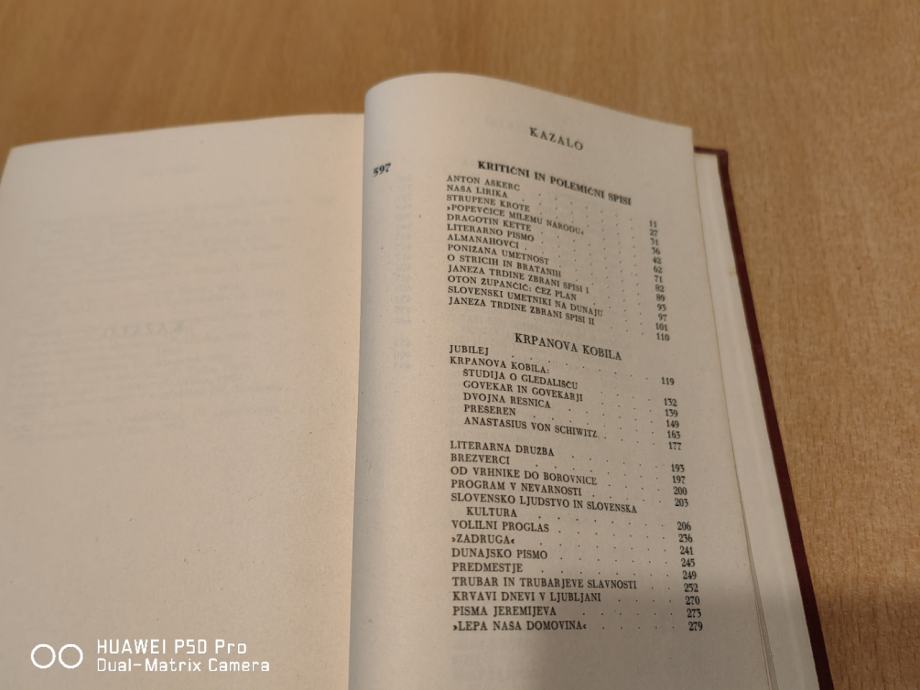 597
KAZALO
KRITIČNI IN POLEMIČNI SPISI
ANTON AŠKERC . . . . . 11
NAŠA LIRIKA . . . . . 27
STRUPENE KROTE . . . . . 31
»POPEVČICE MILEMU NARODU« . . . . . 36
DRAGOTIN KETTE . . . . . 42
LITERARNO PISMO . . . . . 62
ALMANAHOVCI . . . . . 71
PONIŽANA UMETNOST . . . . . 82
O STRICIH IN BRATANIH . . . . . 89
JANEZA TRDINE ZBRANI SPISI I . . . . . 93
OTON ŽUPANČIČ: ČEZ PLAN . . . . . 97
SLOVENSKI UMETNIKI NA DUNAJU . . . . . 101
JANEZA TRDINE ZBRANI SPISI II . . . . . 110
KRPANOVA KOBILA
JUBILEJ . . . . . 119
KRPANOVA KOBILA:
ŠTUDIJA O GLEDALIŠČU . . . . . 132
GOVEKAR IN GOVEKARJI . . . . . 139
DVOJNA RESNICA . . . . . 149
PREŠEREN . . . . . 163
ANASTASIUS VON SCHIWITZ . . . . . 177
LITERARNA DRUŽBA . . . . . 193
BREZVERCI . . . . . 197
OD VRHNIKE DO BOROVNICE . . . . . 200
PROGRAM V NEVARNOSTI . . . . . 203
SLOVENSKO LJUDSTVO IN SLOVENSKA
KULTURA . . . . . 206
VOLILNI PROGLAS . . . . . 236
»ZADRUGA« . . . . . 241
DUNAJSKO PISMO . . . . . 245
PREDMESTJE . . . . . 249
TRUBAR IN TRUBARJEVE SLAVNOSTI . . . . . 252
KRVAVI DNEVI V LJUBLJANI . . . . . 270
PISMA JEREMIJEVA . . . . . 273
»LEPA NAŠA DOMOVINA« . . . . . 279
HUAWEI P50 Pro
Dual-Matrix Camera